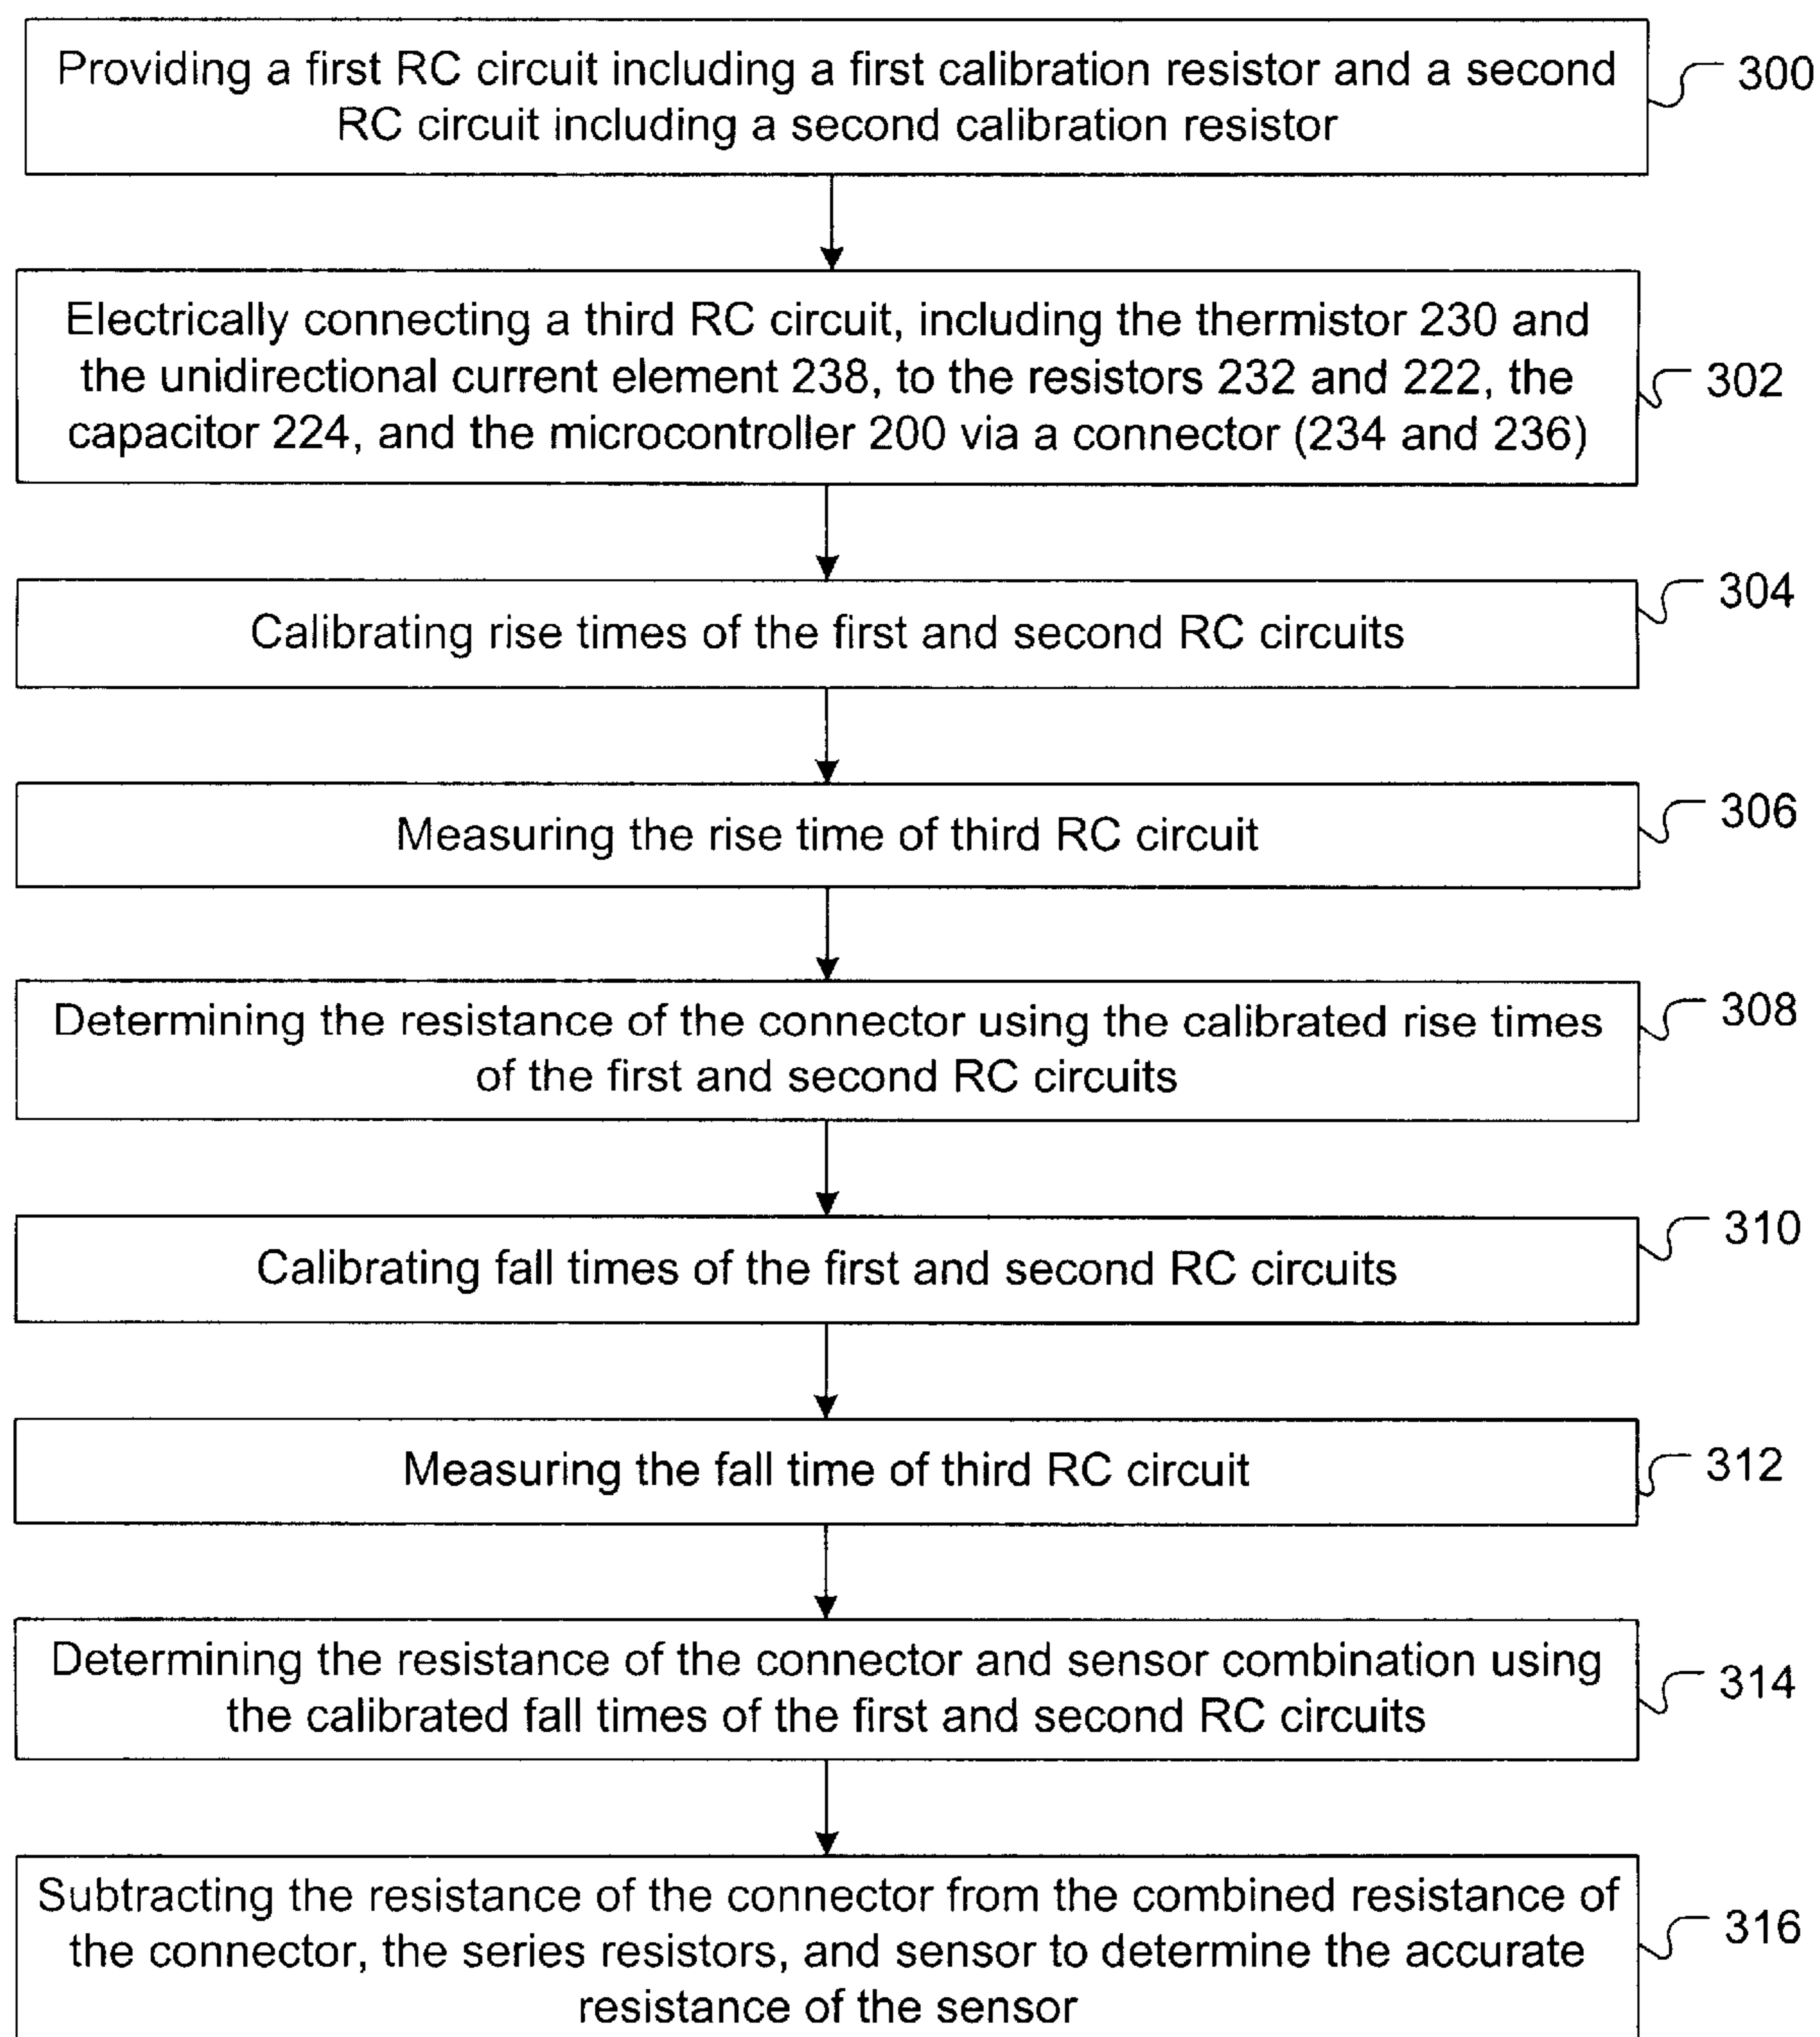 Providing a first RC circuit including a first calibration resistor and a second
RC circuit including a second calibration resistor
300
Electrically connecting a third RC circuit, including the thermistor 230 and
the unidirectional current element 238, to the resistors 232 and 222, the
capacitor 224, and the microcontroller 200 via a connector (234 and 236)
302
Calibrating rise times of the first and second RC circuits
304
Measuring the rise time of third RC circuit
306
Determining the resistance of the connector using the calibrated rise times
of the first and second RC circuits
308
Calibrating fall times of the first and second RC circuits
310
Measuring the fall time of third RC circuit
312
Determining the resistance of the connector and sensor combination using
the calibrated fall times of the first and second RC circuits
314
Subtracting the resistance of the connector from the combined resistance of
the connector, the series resistors, and sensor to determine the accurate
resistance of the sensor
316